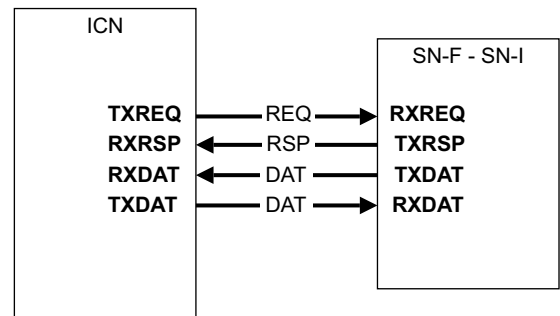 ICN
SN-F - SN-I
TXREQ REQ RXREQ
RXRSP RSP TXRSP
RXDAT DAT TXDAT
TXDAT DAT RXDAT